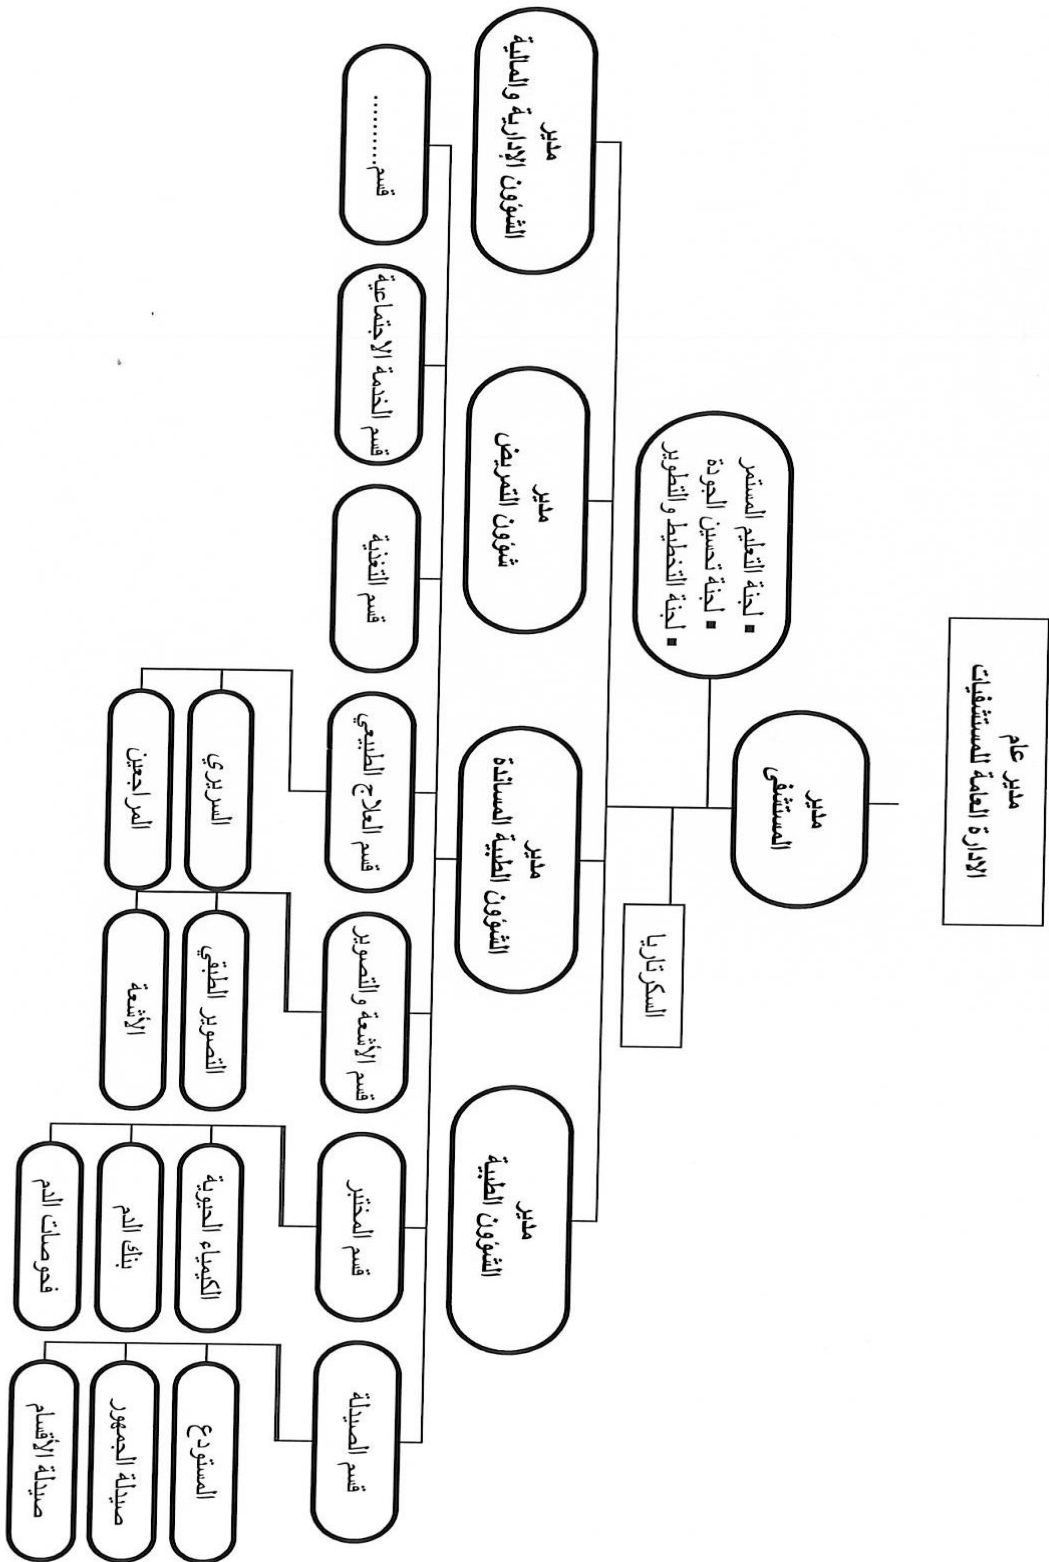 مدير عام
الادارة العامة للمستشفيات
مدير
المستشفى
▪ لجنة التعليم المستمر
▪ لجنة تحسين الجودة
▪ لجنة التخطيط والتطوير
السكرتاريا
مدير
الشؤون الطبية
مدير
الشؤون الطبية المساندة
مدير
شؤون التمريض
مدير
الشؤون الإدارية والمالية
قسم الصيدلة
قسم المختبر
قسم الأشعة والتصوير
قسم العلاج الطبيعي
قسم التغذية
قسم الخدمة الاجتماعية
قسم..........
المستودع
صيدلة الجمهور
صيدلة الأقسام
الكيمياء الحيوية
بنك الدم
فحوصات الدم
التصوير الطبقي
الأشعة
السريري
المراجعين